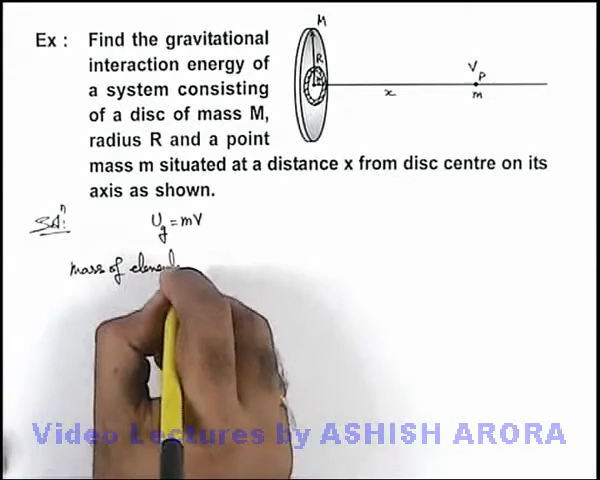 Ex : Find the gravitational
interaction energy of
a system consisting
of a disc of mass M,
radius R and a point
mass m situated at a distance x from disc centre on its
axis as shown.
M
R
V
P
x
m
Solⁿ:
U_g = mV
mass of element
Video Lectures by ASHISH ARORA